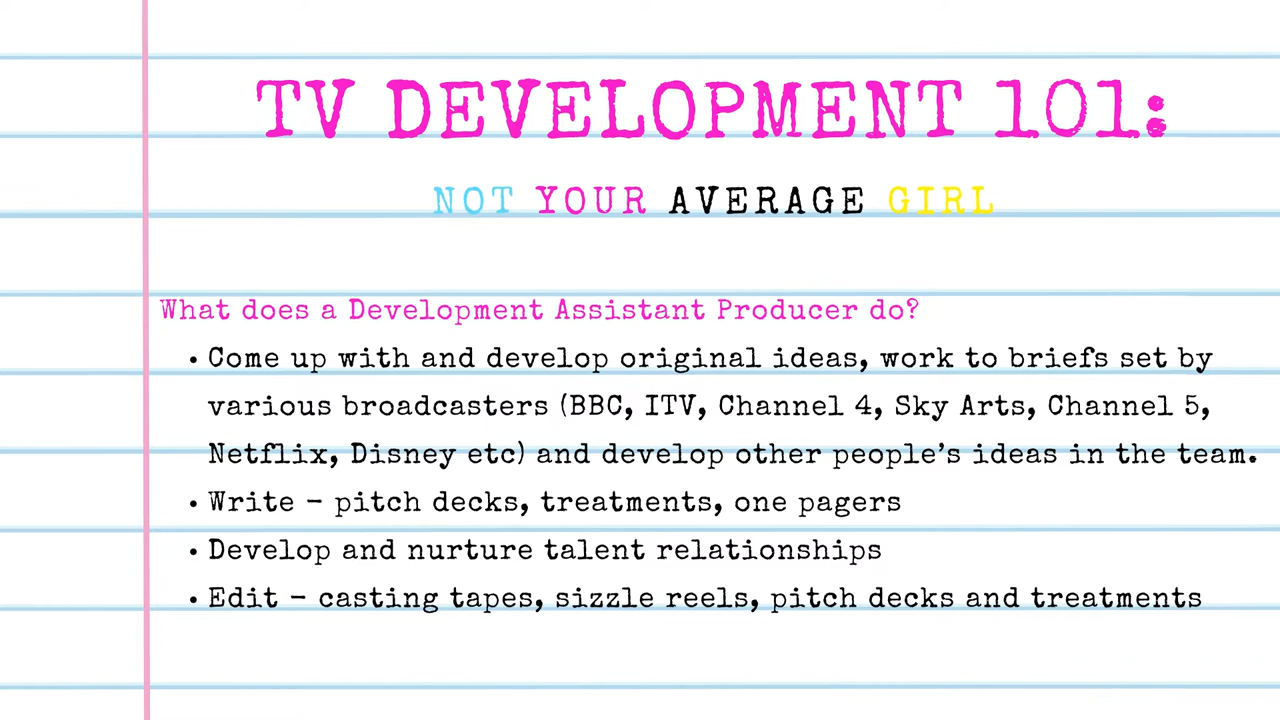 TV DEVELOPMENT 101:
NOT YOUR AVERAGE GIRL
What does a Development Assistant Producer do?
• Come up with and develop original ideas, work to briefs set by
various broadcasters (BBC, ITV, Channel 4, Sky Arts, Channel 5,
Netflix, Disney etc) and develop other people's ideas in the team.
• Write – pitch decks, treatments, one pagers
• Develop and nurture talent relationships
• Edit – casting tapes, sizzle reels, pitch decks and treatments